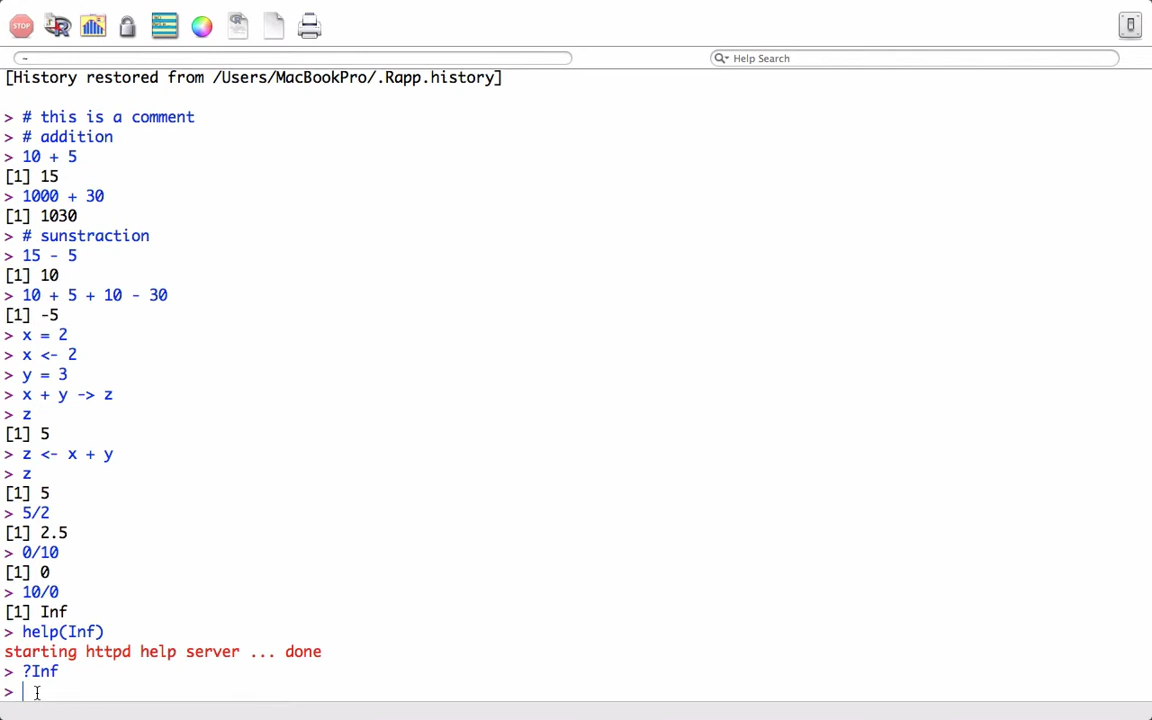 STOP
~
Help Search
[History restored from /Users/MacBookPro/.Rapp.history]
> # this is a comment
> # addition
> 10 + 5
[1] 15
> 1000 + 30
[1] 1030
> # sunstraction
> 15 - 5
[1] 10
> 10 + 5 + 10 - 30
[1] -5
> x = 2
> x <- 2
> y = 3
> x + y -> z
> z
[1] 5
> z <- x + y
> z
[1] 5
> 5/2
[1] 2.5
> 0/10
[1] 0
> 10/0
[1] Inf
> help(Inf)
starting httpd help server ... done
> ?Inf
>